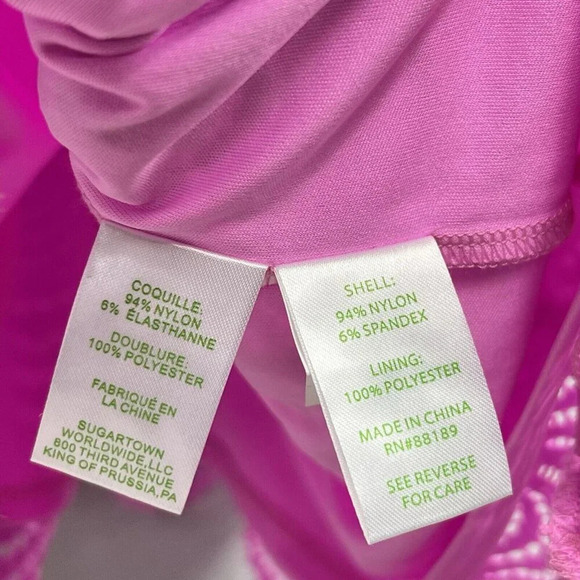 COQUILLE:
94% NYLON
6% ÉLASTHANNE
DOUBLURE:
100% POLYESTER
FABRIQUÉ EN
LA CHINE
SUGARTOWN
WORLDWIDE,LLC
800 THIRD AVENUE
KING OF PRUSSIA,PA
SHELL:
94% NYLON
6% SPANDEX
LINING:
100% POLYESTER
MADE IN CHINA
RN#88189
SEE REVERSE
FOR CARE